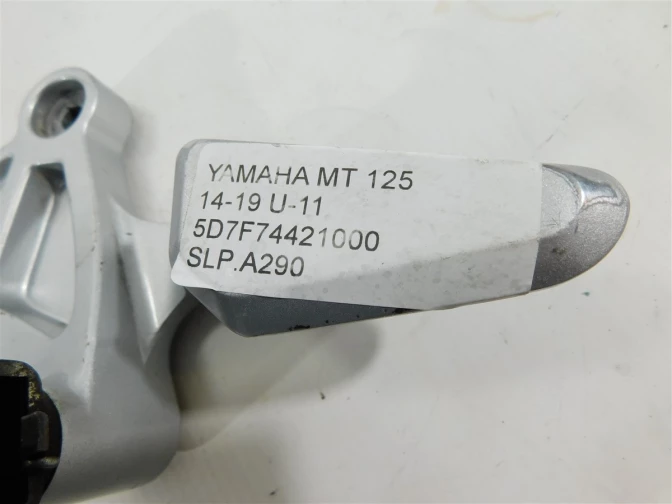 YAMAHA MT 125
14-19 U-11
5D7F74421000
SLP.A290